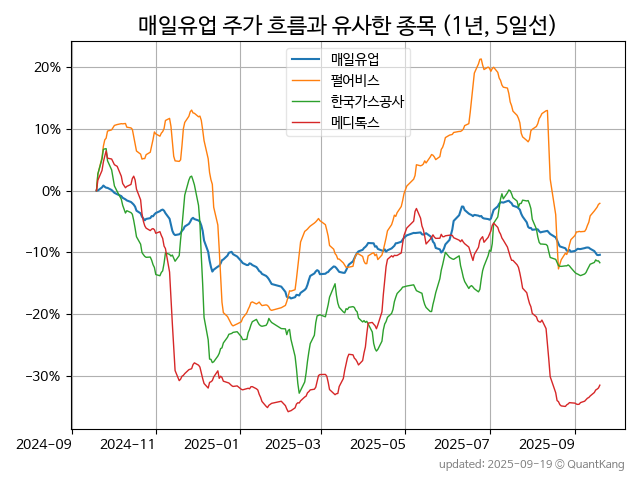 매일유업 주가 흐름과 유사한 종목 (1년, 5일선)
매일유업
펄어비스
한국가스공사
메디톡스
20%
10%
0%
−10%
−20%
−30%
2024-09 2024-11 2025-01 2025-03 2025-05 2025-07 2025-09
updated: 2025-09-19 © QuantKang